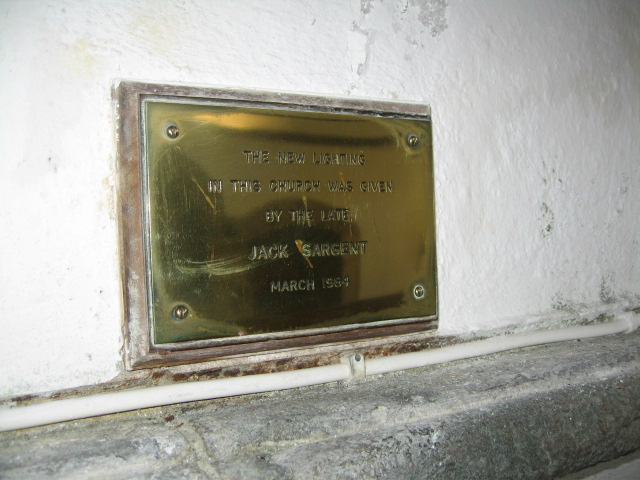 THE NEW LIGHTING
IN THIS CHURCH WAS GIVEN
BY THE LATE
JACK SARGENT
MARCH 1984